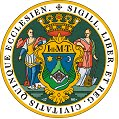 SIGILL. LIBER. ET REG. CIVITATIS QUINQUE ECCLESIEN.